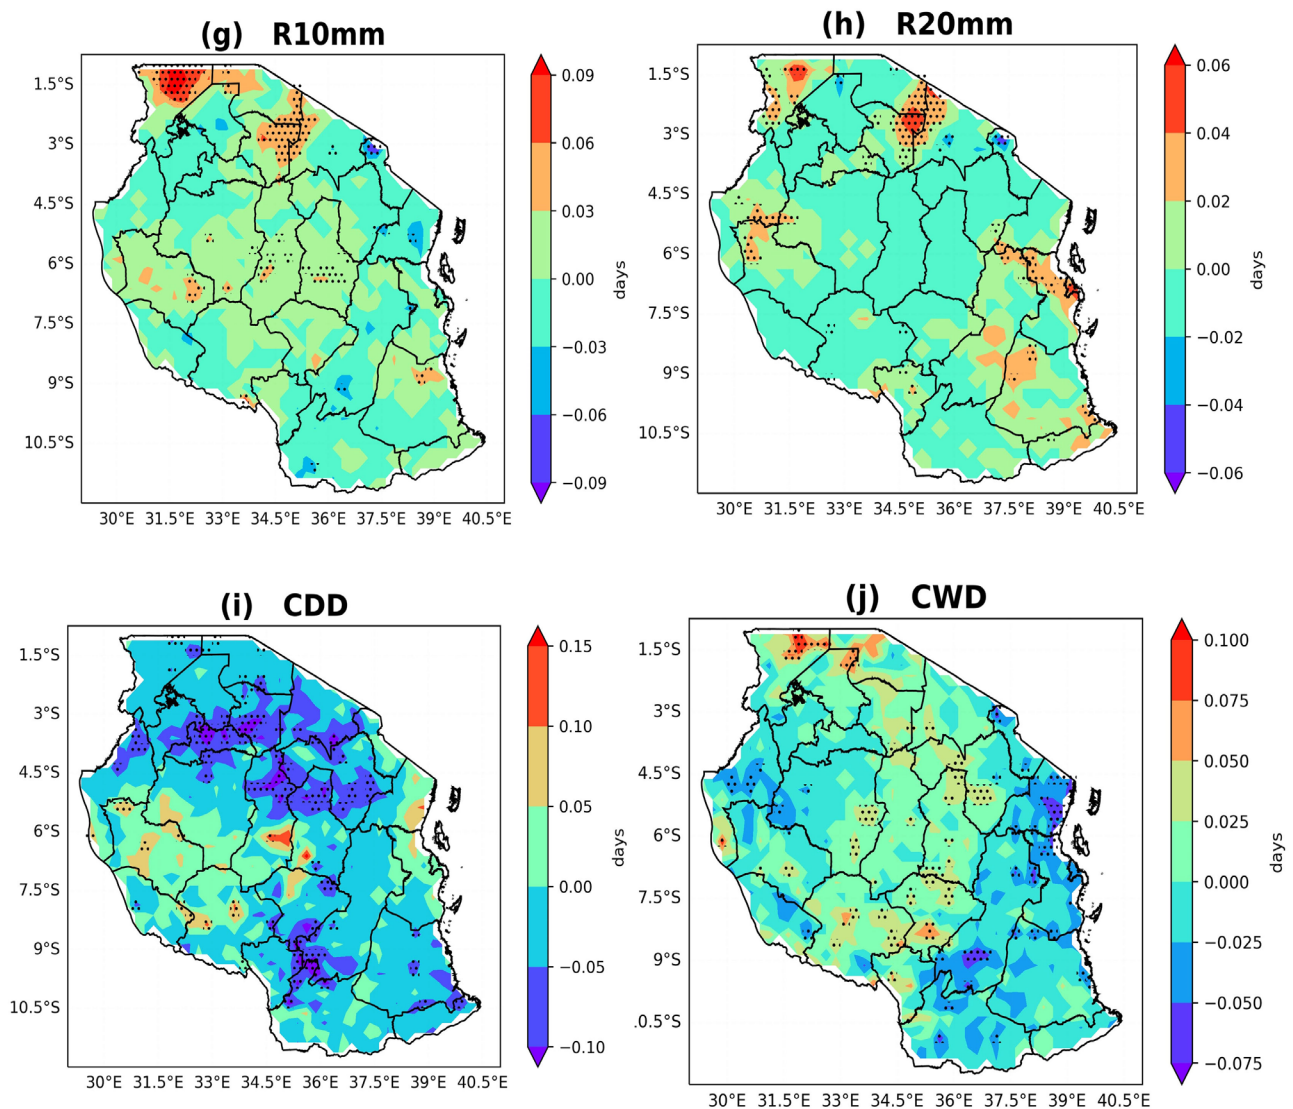 (g) R10mm
1.5°S
3°S
4.5°S
6°S
7.5°S
9°S
10.5°S
30°E 31.5°E 33°E 34.5°E 36°E 37.5°E 39°E 40.5°E
0.09
0.06
0.03
0.00
−0.03
−0.06
−0.09
days
(h) R20mm
1.5°S
3°S
4.5°S
6°S
7.5°S
9°S
10.5°S
30°E 31.5°E 33°E 34.5°E 36°E 37.5°E 39°E 40.5°E
0.06
0.04
0.02
0.00
−0.02
−0.04
−0.06
days
(i) CDD
1.5°S
3°S
4.5°S
6°S
7.5°S
9°S
10.5°S
30°E 31.5°E 33°E 34.5°E 36°E 37.5°E 39°E 40.5°E
0.15
0.10
0.05
0.00
−0.05
−0.10
days
(j) CWD
1.5°S
3°S
4.5°S
6°S
7.5°S
9°S
.0.5°S
30°E 31.5°E 33°E 34.5°E 36°E 37.5°E 39°E 40.5°E
0.100
0.075
0.050
0.025
0.000
−0.025
−0.050
−0.075
days